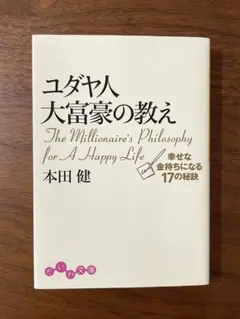 ユダヤ人
大富豪の教え
The Millionaire's Philosophy
for A Happy Life
幸せな
金持ちになる
17の秘訣
本田 健
だいわ文庫